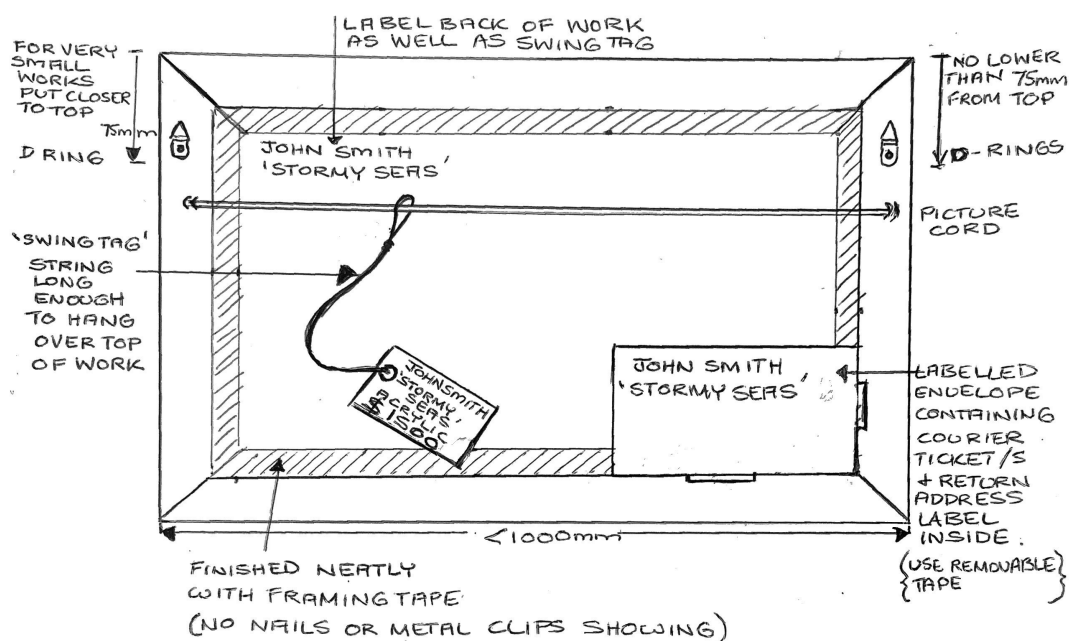 LABEL BACK OF WORK
AS WELL AS SWING TAG
FOR VERY
SMALL
WORKS
PUT CLOSER
TO TOP
75mm
D RING
NO LOWER
THAN 75mm
FROM TOP
D-RINGS
JOHN SMITH
'STORMY SEAS'
PICTURE
CORD
'SWING TAG'
STRING
LONG
ENOUGH
TO HANG
OVER TOP
OF WORK
JOHN SMITH
'STORMY
SEAS'
ACRYLIC
$1500
JOHN SMITH
'STORMY SEAS'
LABELLED
ENVELOPE
CONTAINING
COURIER
TICKET/S
+ RETURN
ADDRESS
LABEL
INSIDE.
{(USE REMOVABLE}
{TAPE}
<1000mm
FINISHED NEATLY
WITH FRAMING TAPE
(NO NAILS OR METAL CLIPS SHOWING)